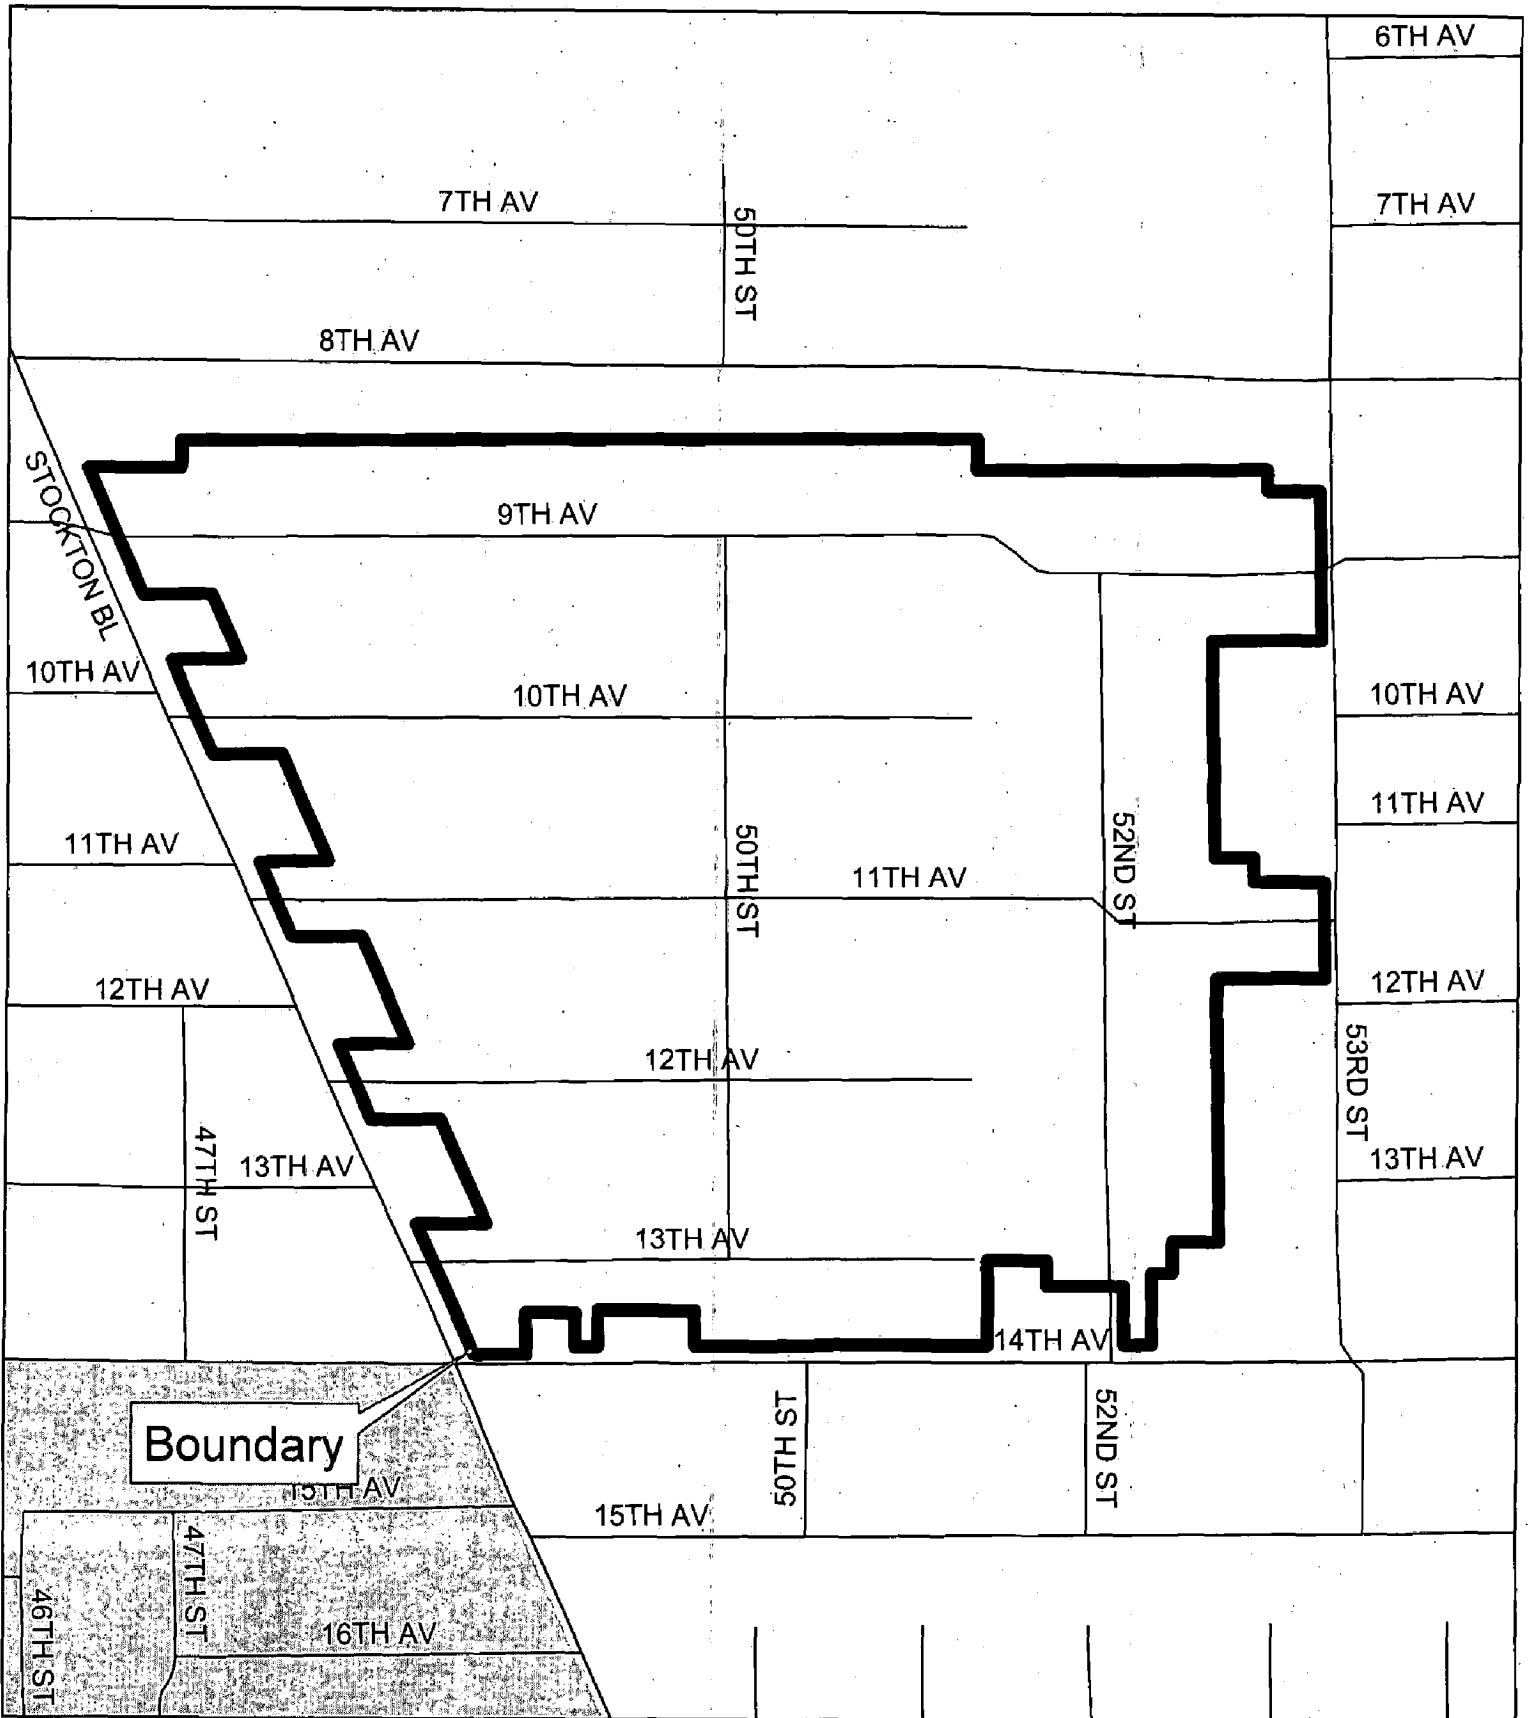 6TH AV
7TH AV
7TH AV
50TH ST
8TH AV
STOCKTON BL
9TH AV
10TH AV
10TH AV
10TH AV
11TH AV
11TH AV
50TH ST
52ND ST
11TH AV
12TH AV
12TH AV
53RD ST
12TH AV
47TH ST
13TH AV
13TH AV
13TH AV
14TH AV
Boundary
50TH ST
52ND ST
15TH AV
15TH AV
47TH ST
46TH ST
16TH AV